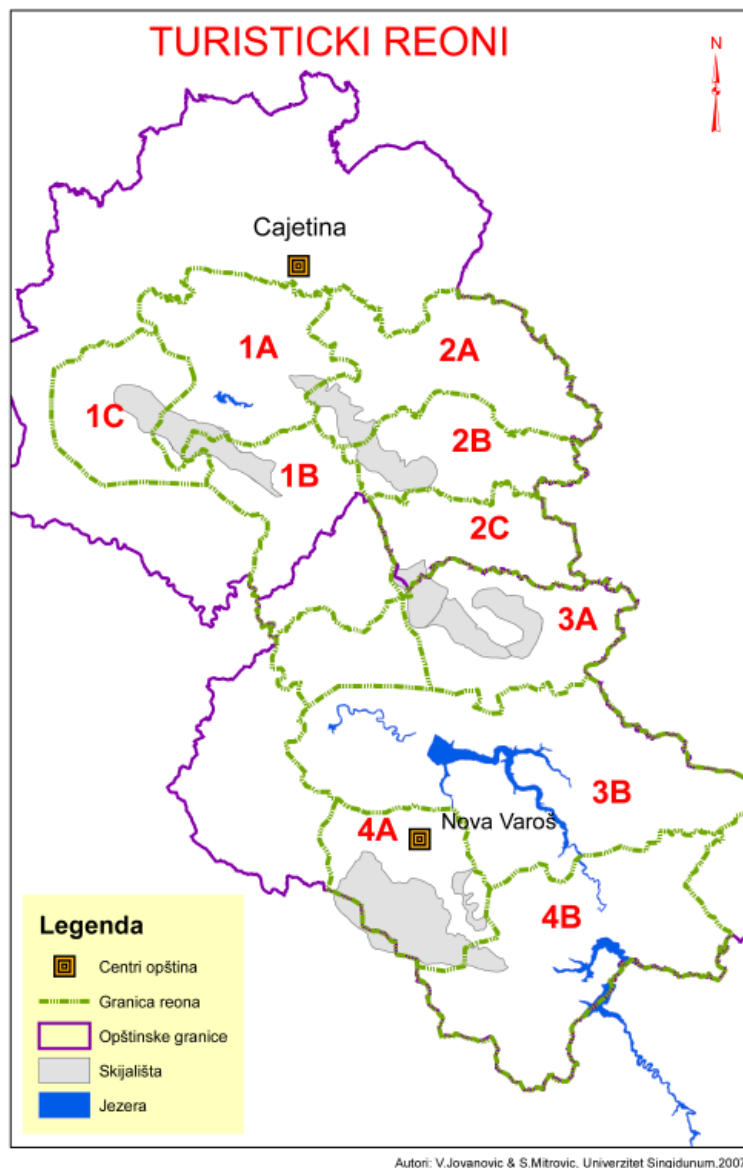 TURISTICKI REONI
N
Cajetina
1A
2A
1C
2B
1B
2C
3A
3B
4A
Nova Varoš
4B
Legenda
Centri opština
Granica reona
Opštinske granice
Skijališta
Jezera
Autori: V.Jovanovic & S.Mitrovic, Univerzitet Singidunum,2007